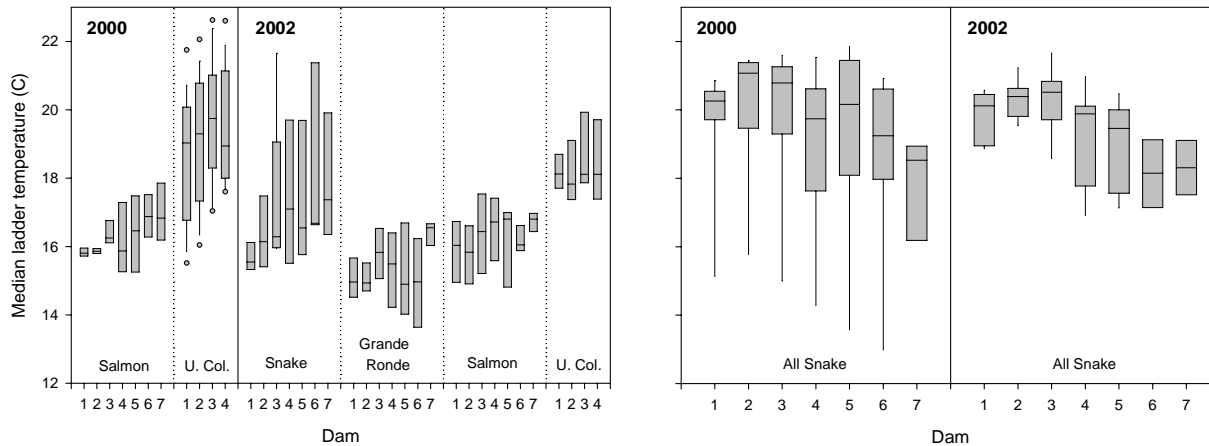 2000
2002
2000
2002
Median ladder temperature (C)
22
20
18
16
14
12
Salmon
U. Col.
Snake
Grande
Ronde
Salmon
U. Col.
All Snake
All Snake
1 2 3 4 5 6 7 1 2 3 4 1 2 3 4 5 6 7 1 2 3 4 5 6 7 1 2 3 4 5 6 7 1 2 3 4
1 2 3 4 5 6 7 1 2 3 4 5 6 7
Dam
Dam